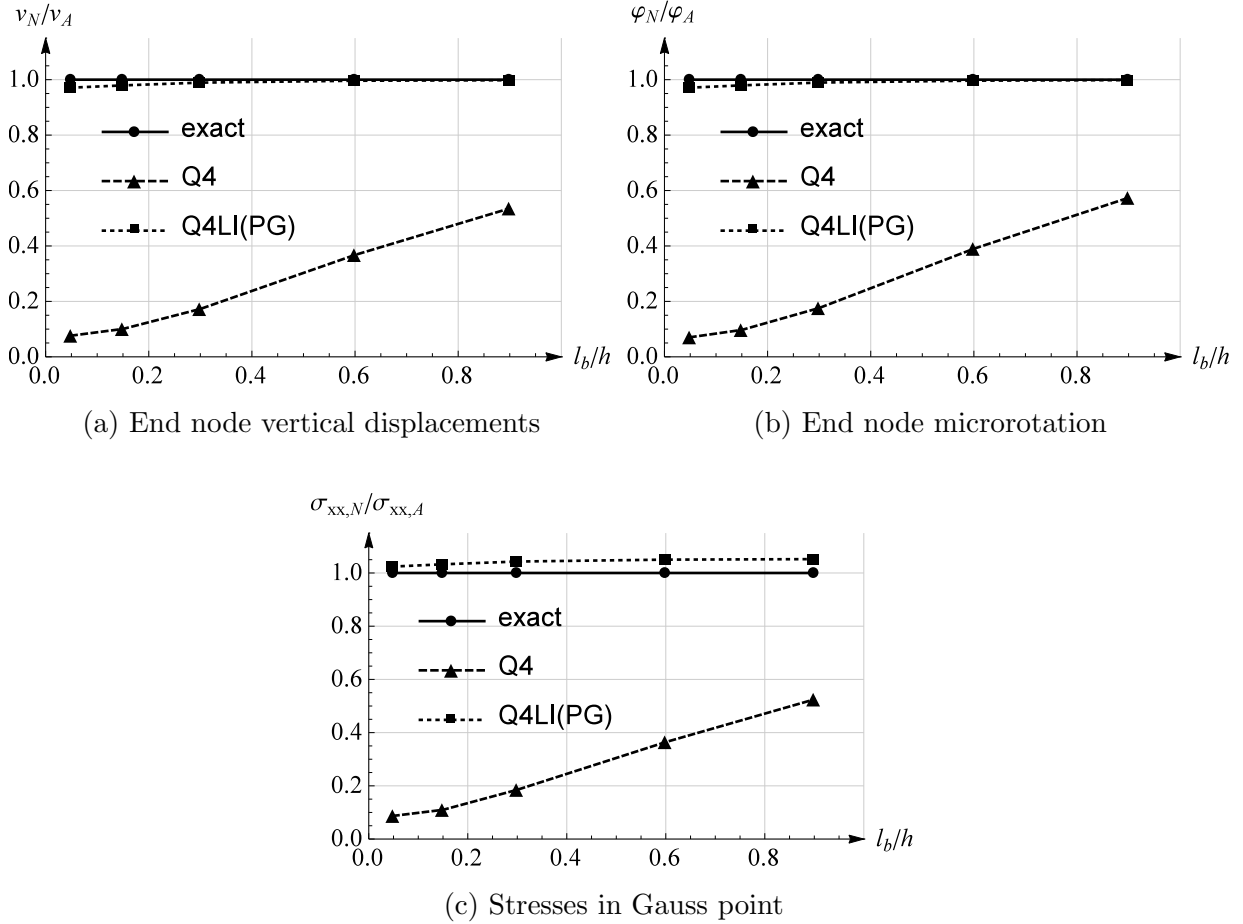 v_N/v_A
1.0
0.8
0.6
0.4
0.2
0.0
exact
Q4
Q4LI(PG)
0.0 0.2 0.4 0.6 0.8
l_b/h
(a) End node vertical displacements
φ_N/φ_A
1.0
0.8
0.6
0.4
0.2
0.0
exact
Q4
Q4LI(PG)
0.0 0.2 0.4 0.6 0.8
l_b/h
(b) End node microrotation
σ_xx,N/σ_xx,A
1.0
0.8
0.6
0.4
0.2
0.0
exact
Q4
Q4LI(PG)
0.0 0.2 0.4 0.6 0.8
l_b/h
(c) Stresses in Gauss point